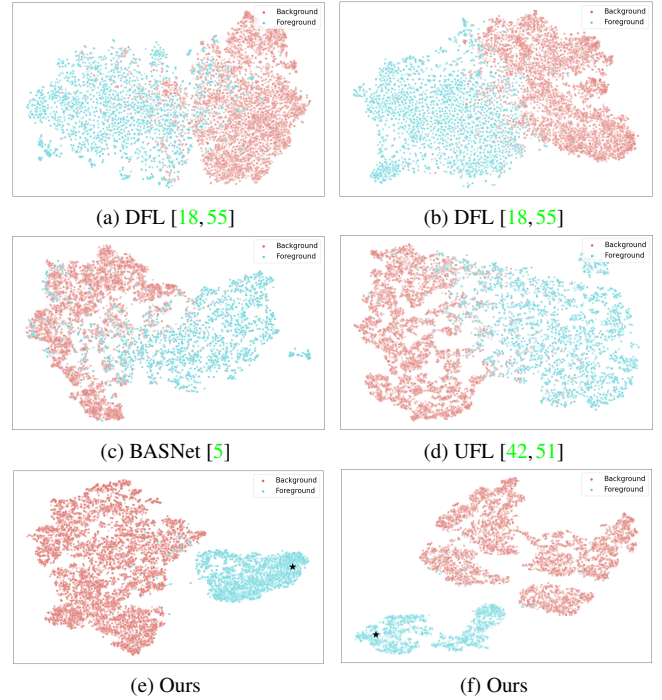 Background
Foreground
Background
Foreground
(a) DFL [18, 55]
(b) DFL [18, 55]
Background
Foreground
Background
Foreground
(c) BASNet [5]
(d) UFL [42, 51]
Background
Foreground
Background
Foreground
(e) Ours
(f) Ours